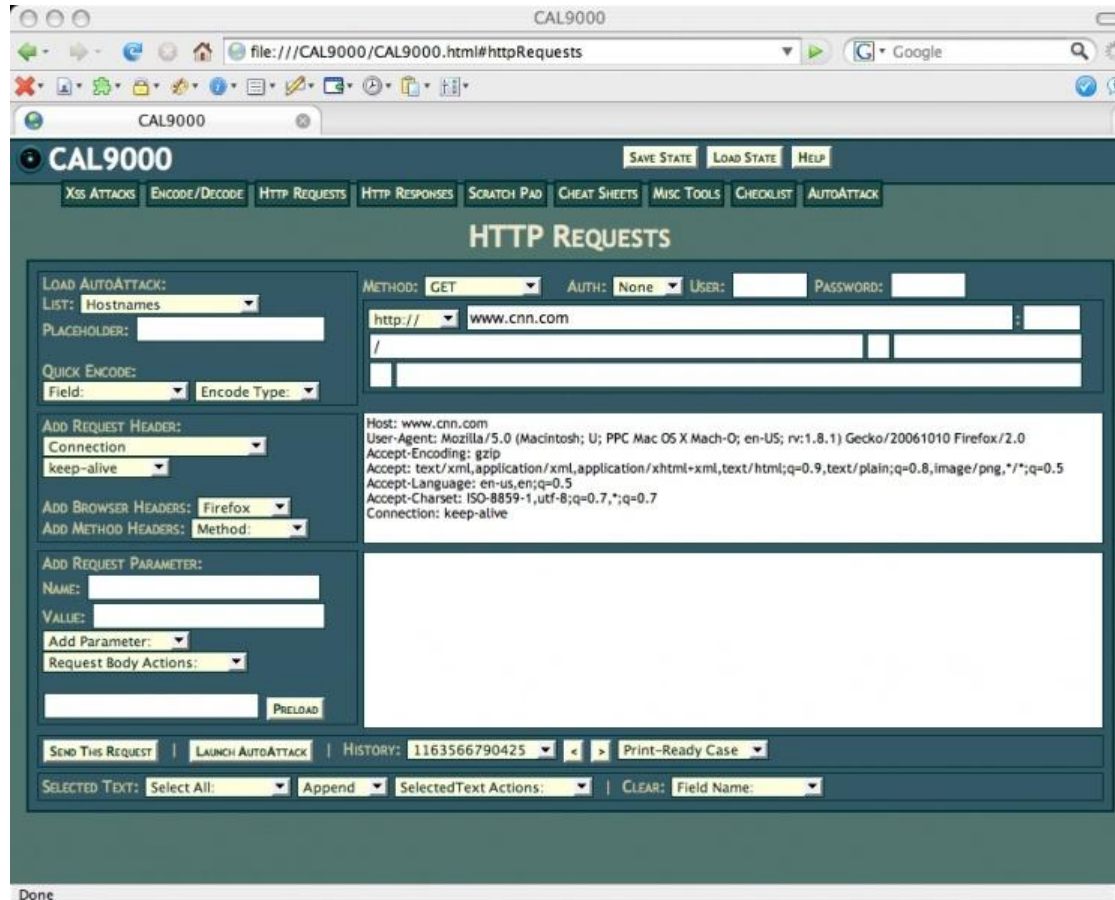 CAL9000
file:///CAL9000/CAL9000.html#httpRequests
G Google
CAL9000
CAL9000
SAVE STATE LOAD STATE HELP
XSS ATTACKS ENCODE/DECODE HTTP REQUESTS HTTP RESPONSES SCRATCH PAD CHEAT SHEETS MISC TOOLS CHECKLIST AUTOATTACK
HTTP REQUESTS
LOAD AUTOATTACK:
LIST: Hostnames
PLACEHOLDER:
QUICK ENCODE:
Field: Encode Type:
METHOD: GET AUTH: None USER: PASSWORD:
http:// www.cnn.com :
/
ADD REQUEST HEADER:
Connection
keep-alive
ADD BROWSER HEADERS: Firefox
ADD METHOD HEADERS: Method:
Host: www.cnn.com
User-Agent: Mozilla/5.0 (Macintosh; U; PPC Mac OS X Mach-O; en-US; rv:1.8.1) Gecko/20061010 Firefox/2.0
Accept-Encoding: gzip
Accept: text/xml,application/xml,application/xhtml+xml,text/html;q=0.9,text/plain;q=0.8,image/png,*/*;q=0.5
Accept-Language: en-us,en;q=0.5
Accept-Charset: ISO-8859-1,utf-8;q=0.7,*;q=0.7
Connection: keep-alive
ADD REQUEST PARAMETER:
NAME:
VALUE:
Add Parameter:
Request Body Actions:
PRELOAD
SEND THIS REQUEST | LAUNCH AUTOATTACK | HISTORY: 1163566790425 < > Print-Ready Case
SELECTED TEXT: Select All: Append SelectedText Actions: | CLEAR: Field Name:
Done